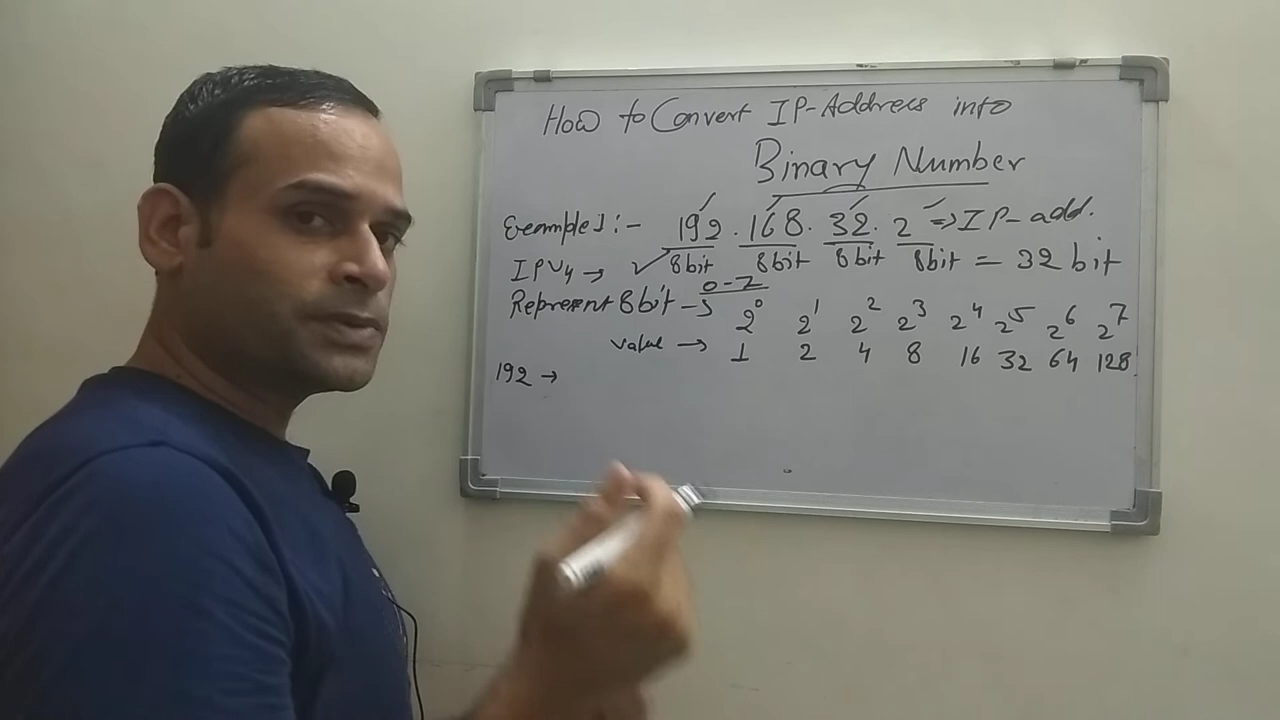 How to Convert IP-Address into
Binary Number
Example 1:- 192.168.32.2 => IP-add.
IPV4 → ✓ 8bit 8bit 8bit 8bit = 32 bit
0-7
Represent 8bit → 2⁰ 2¹ 2² 2³ 2⁴ 2⁵ 2⁶ 2⁷
value → 1 2 4 8 16 32 64 128
192 →